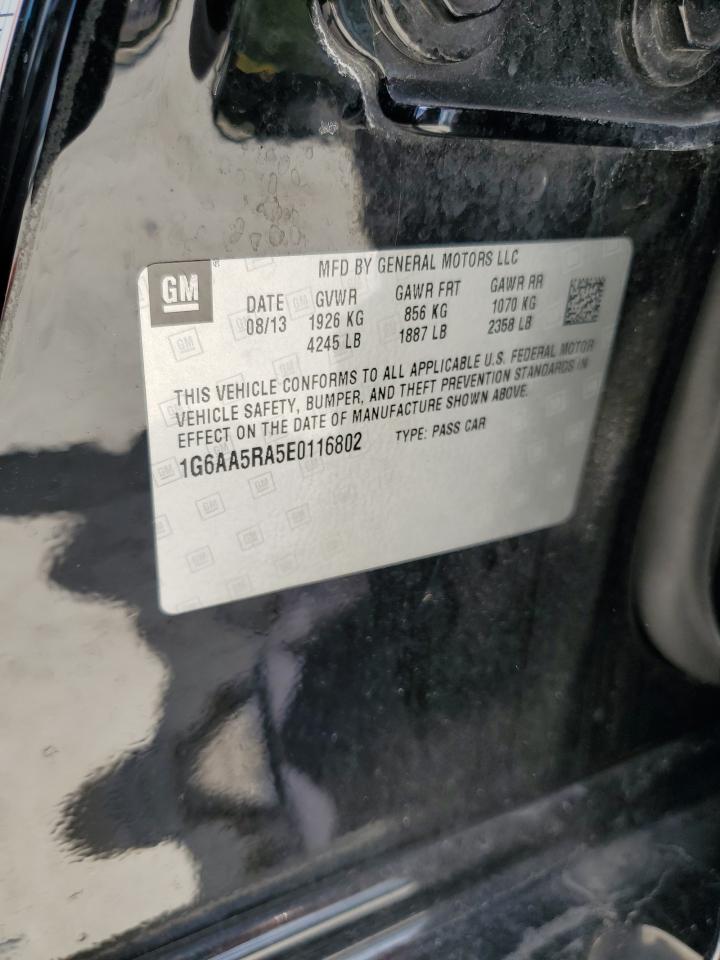 GM
MFD BY GENERAL MOTORS LLC
DATE GVWR GAWR FRT GAWR RR
08/13 1926 KG 856 KG 1070 KG
4245 LB 1887 LB 2358 LB
THIS VEHICLE CONFORMS TO ALL APPLICABLE U.S. FEDERAL MOTOR
VEHICLE SAFETY, BUMPER, AND THEFT PREVENTION STANDARDS IN
EFFECT ON THE DATE OF MANUFACTURE SHOWN ABOVE.
1G6AA5RA5E0116802 TYPE: PASS CAR